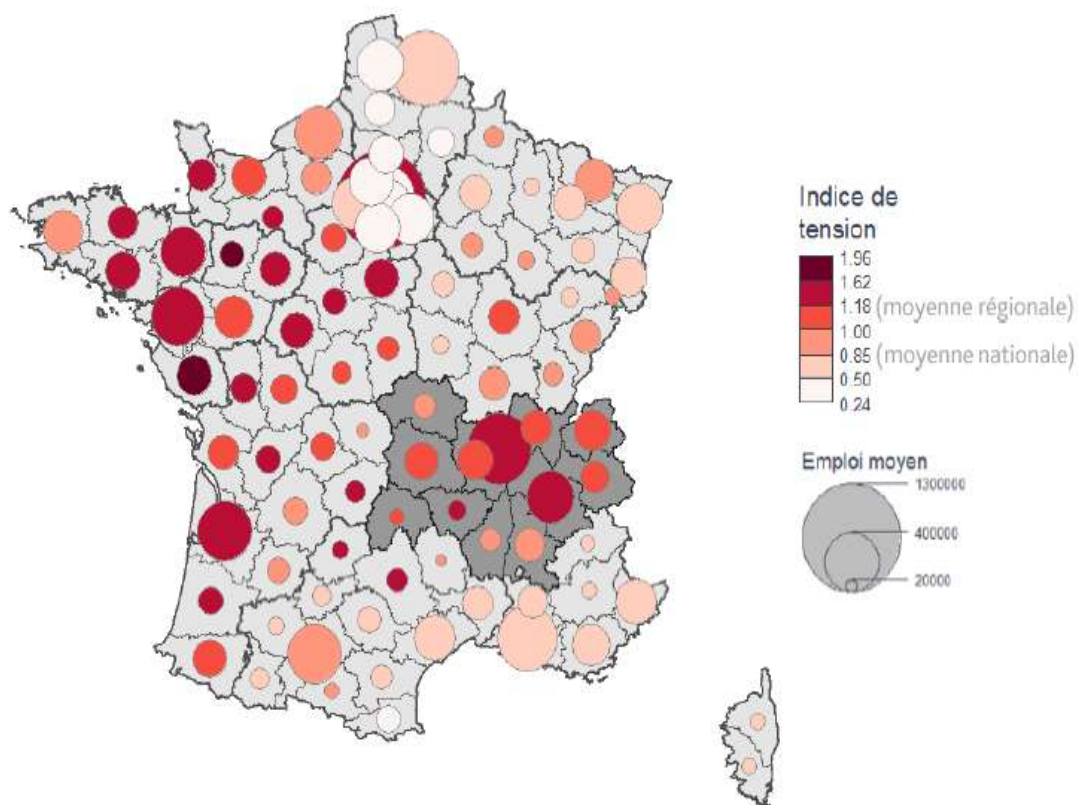 Indice de
tension
1.96
1.62
1.18 (moyenne régionale)
1.00
0.85 (moyenne nationale)
0.50
0.24
Emploi moyen
1300000
400000
20000